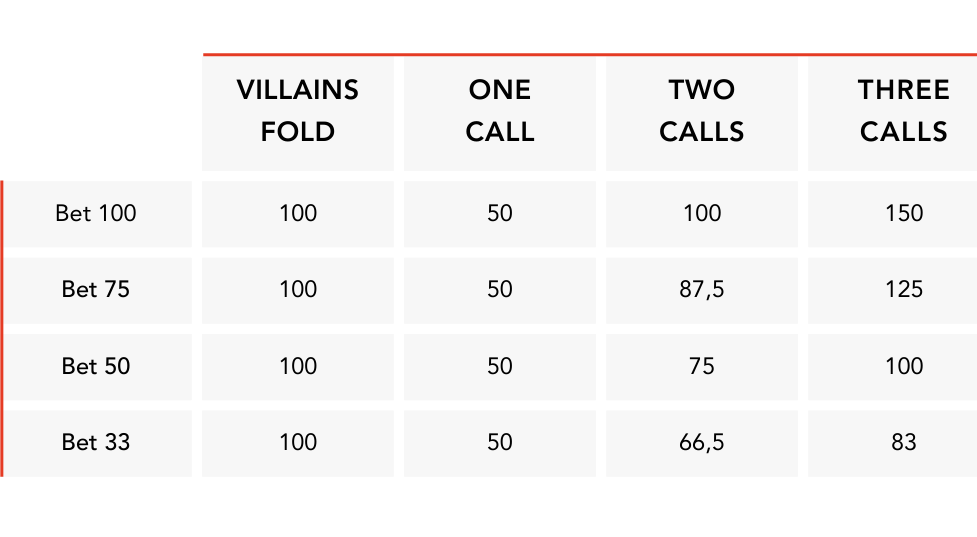 VILLAINS FOLD ONE CALL TWO CALLS THREE CALLS
Bet 100 100 50 100 150
Bet 75 100 50 87,5 125
Bet 50 100 50 75 100
Bet 33 100 50 66,5 83